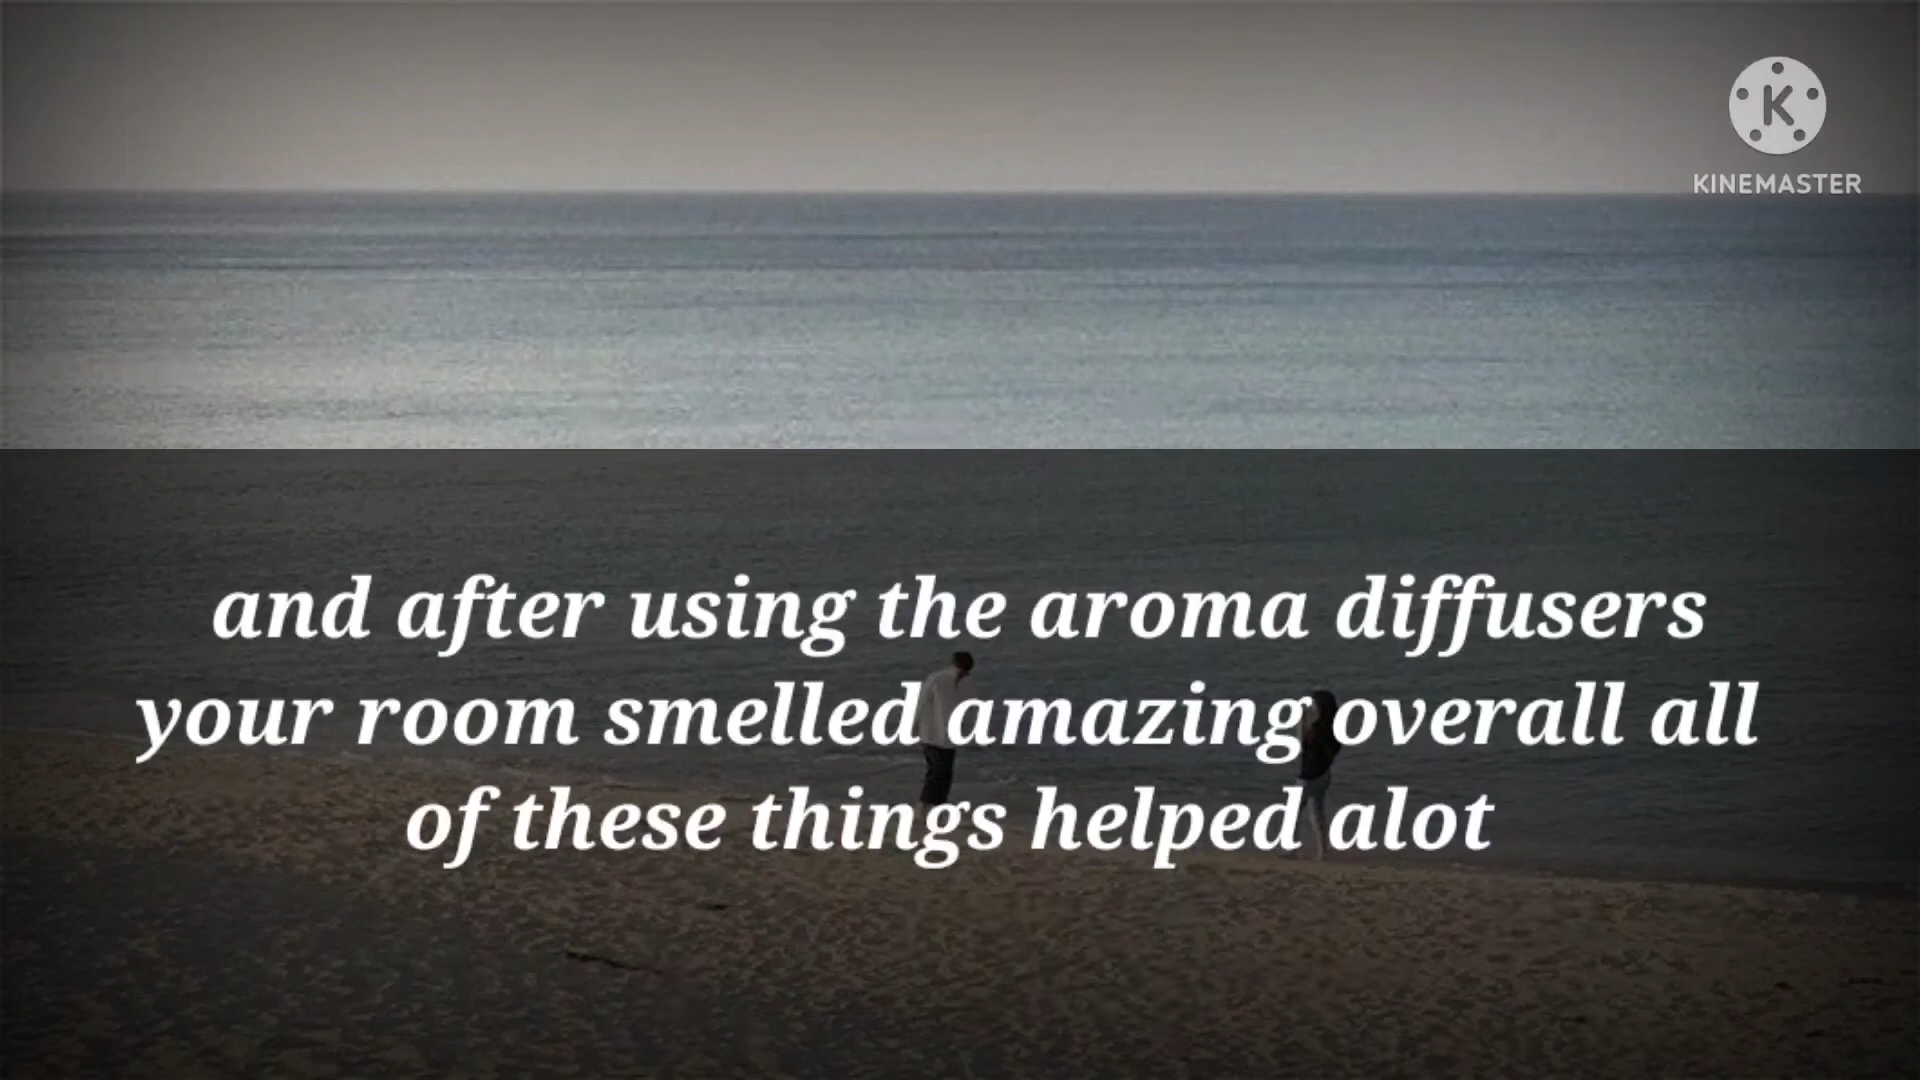 K
KINEMASTER
and after using the aroma diffusers
your room smelled amazing overall all
of these things helped alot